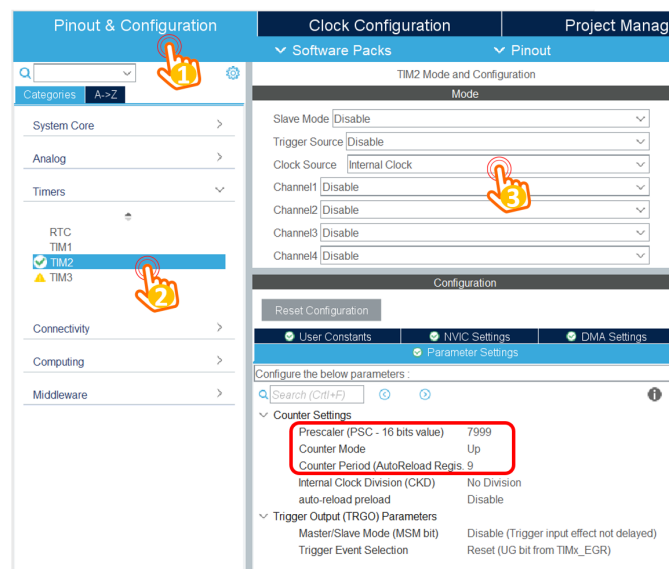 Pinout & Configuration
Clock Configuration
Project Manag
Software Packs
Pinout
1
Categories A->Z
System Core
Analog
Timers
RTC
TIM1
TIM2
TIM3
2
Connectivity
Computing
Middleware
TIM2 Mode and Configuration
Mode
Slave Mode Disable
Trigger Source Disable
Clock Source Internal Clock
Channel1 Disable
3
Channel2 Disable
Channel3 Disable
Channel4 Disable
Configuration
Reset Configuration
User Constants NVIC Settings DMA Settings
Parameter Settings
Configure the below parameters :
Search (Crtl+F)
Counter Settings
Prescaler (PSC - 16 bits value) 7999
Counter Mode Up
Counter Period (AutoReload Regis. 9
Internal Clock Division (CKD) No Division
auto-reload preload Disable
Trigger Output (TRGO) Parameters
Master/Slave Mode (MSM bit) Disable (Trigger input effect not delayed)
Trigger Event Selection Reset (UG bit from TIMx_EGR)